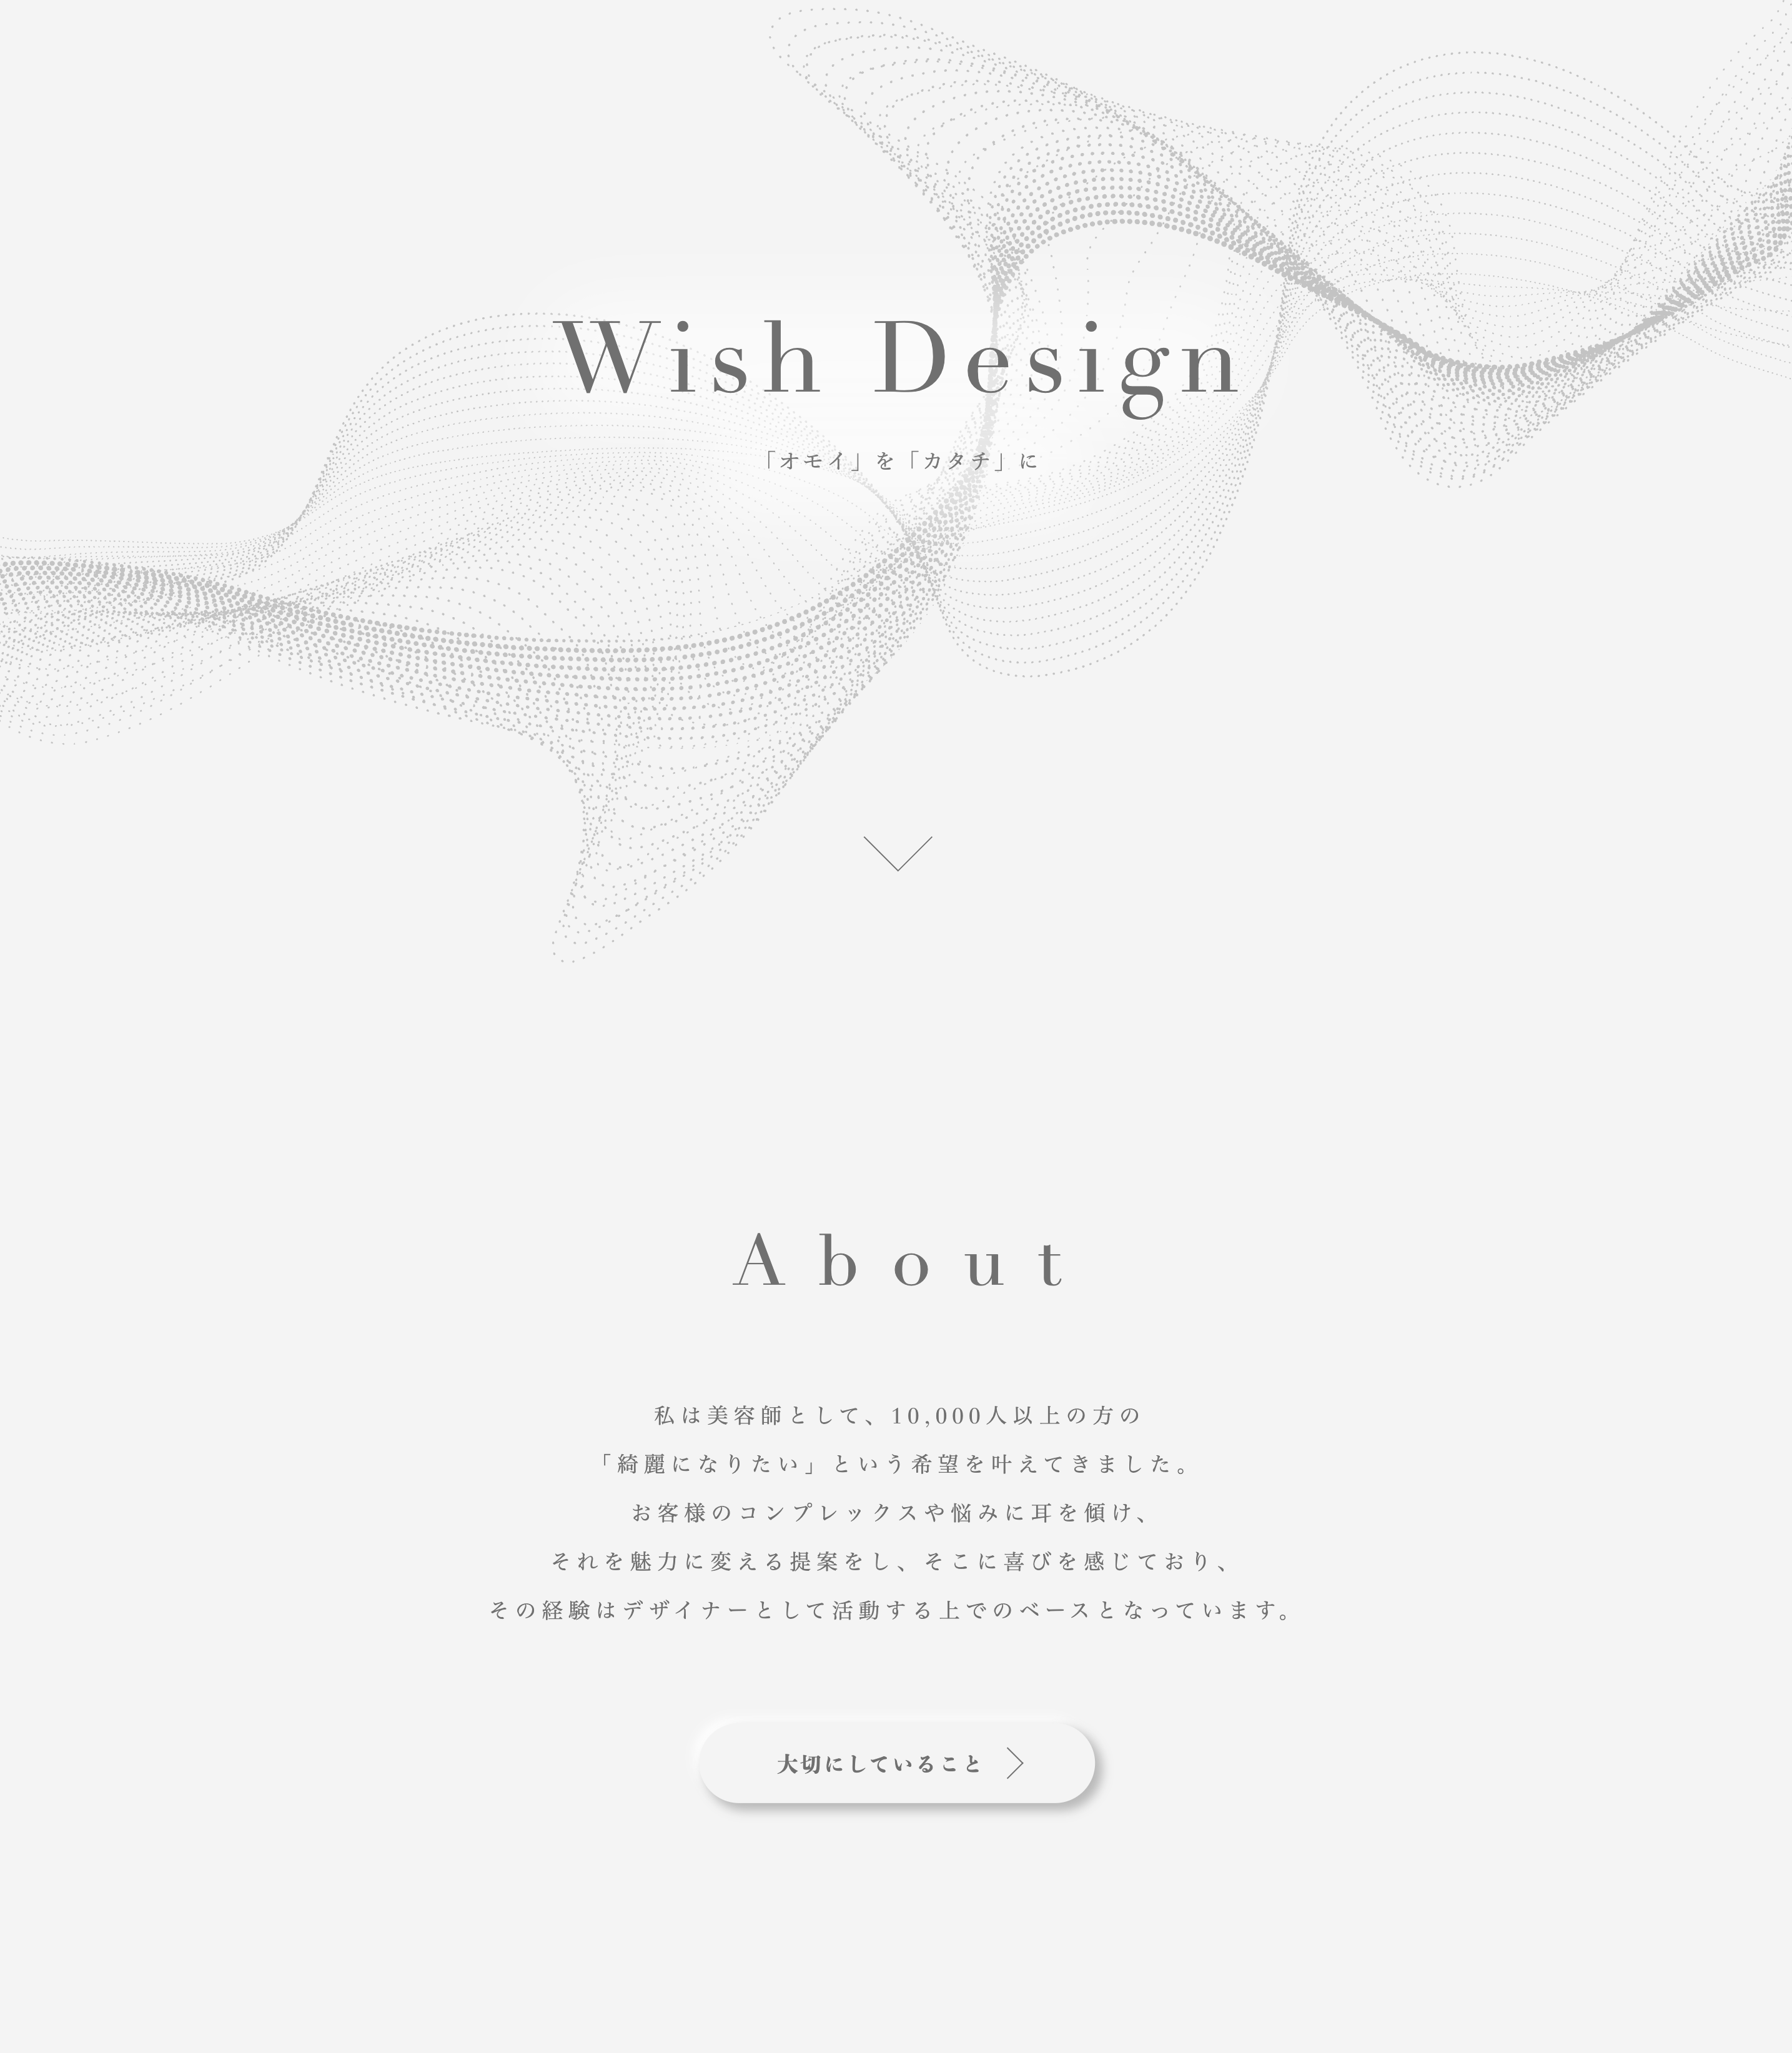 Wish Design
「オモイ」を「カタチ」に
About
私は美容師として、10,000人以上の方の
「綺麗になりたい」という希望を叶えてきました。
お客様のコンプレックスや悩みに耳を傾け、
それを魅力に変える提案をし、そこに喜びを感じており、
その経験はデザイナーとして活動する上でのベースとなっています。
大切にしていること